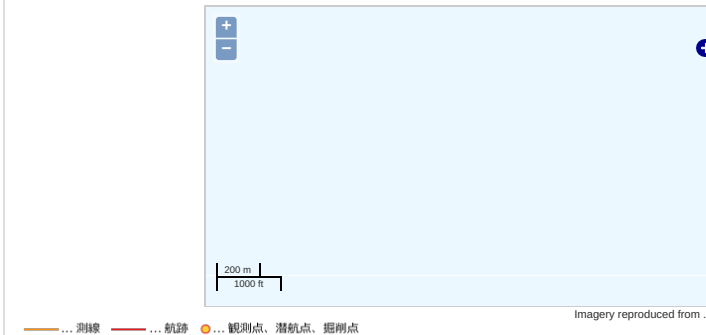 +
−
200 m
1000 ft
Imagery reproduced from .
... 測線 ... 航跡 ... 観測点、潜航点、掘削点